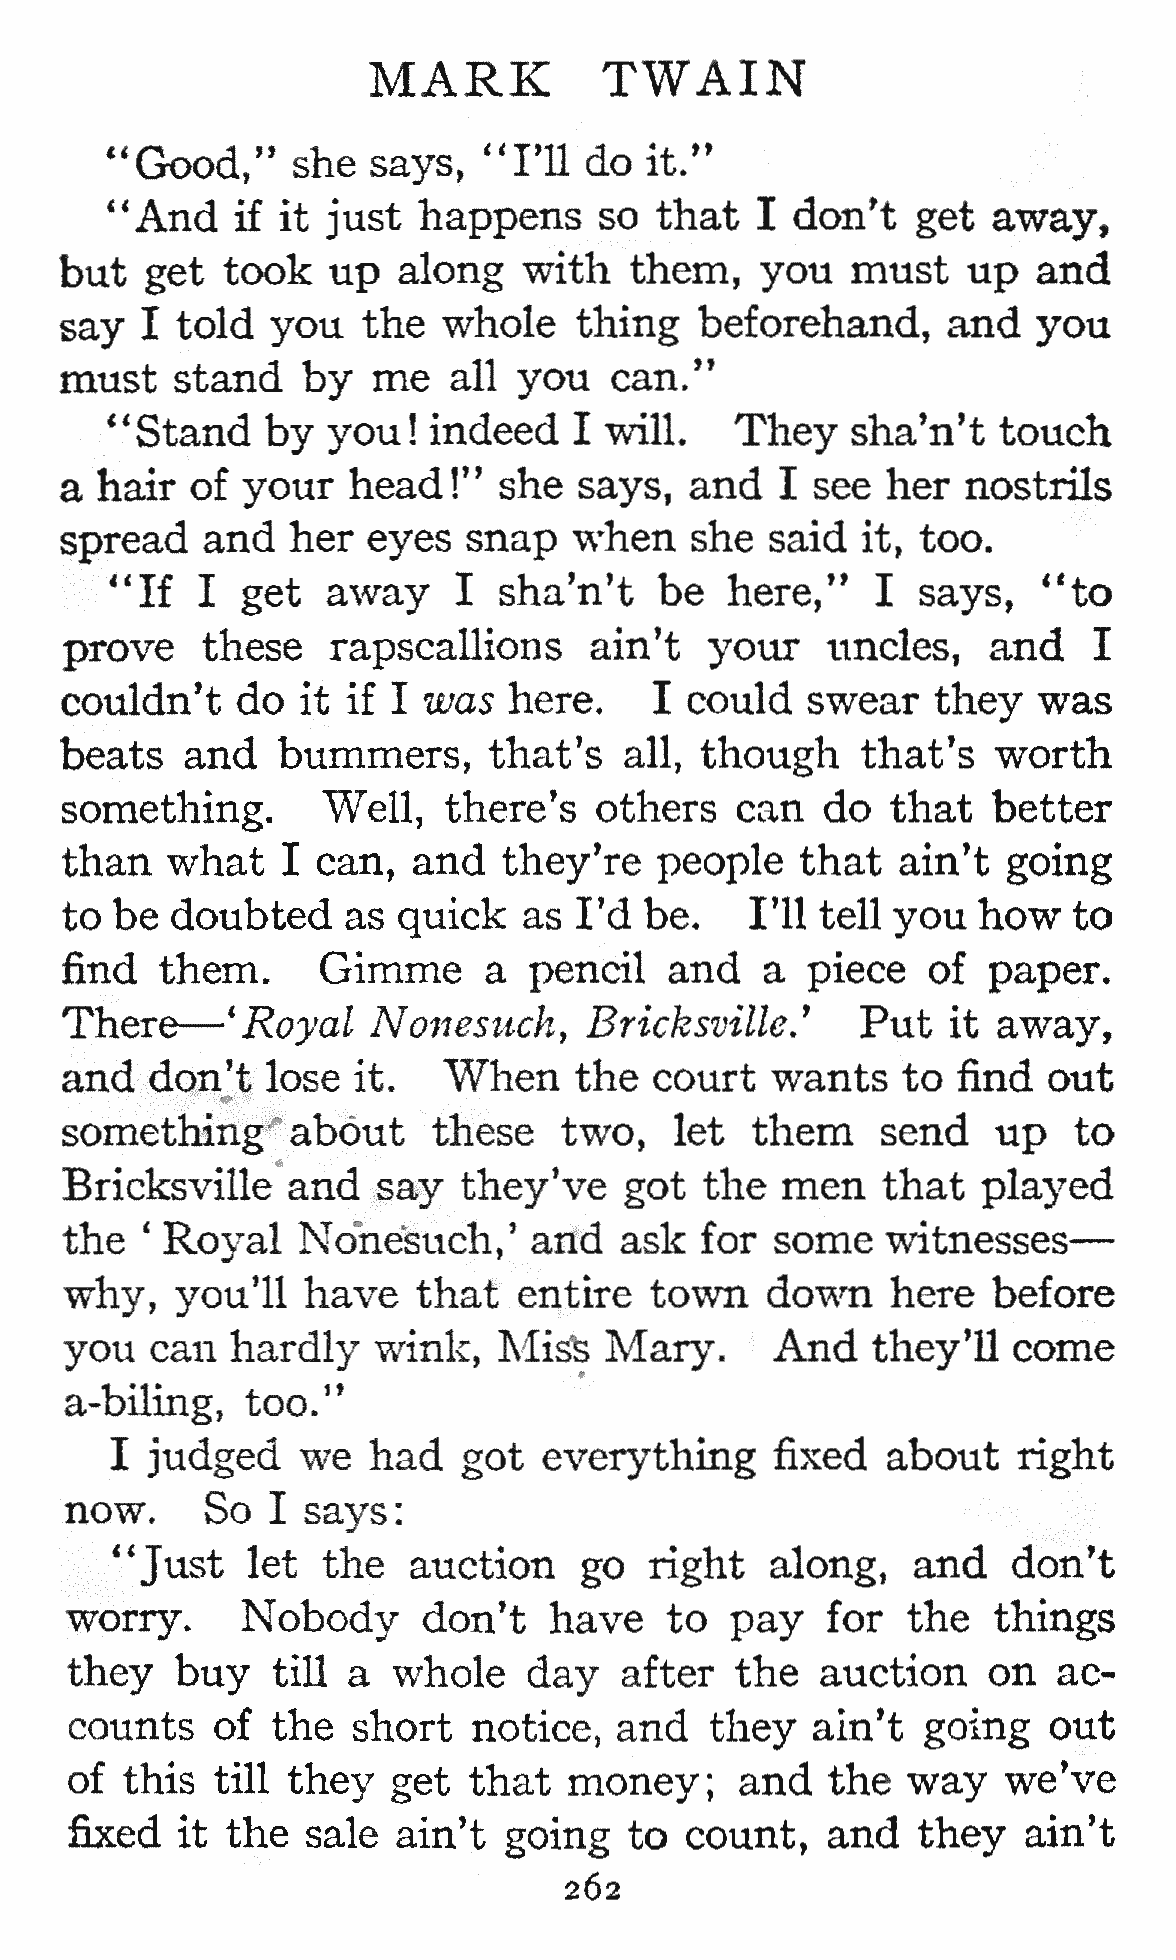 MARK TWAIN
“Good,” she says, “I’ll do it.”
“And if it just happens so that I don’t get away,
but get took up along with them, you must up and
say I told you the whole thing beforehand, and you
must stand by me all you can.”
“Stand by you! indeed I will. They sha’n’t touch
a hair of your head!” she says, and I see her nostrils
spread and her eyes snap when she said it, too.
“If I get away I sha’n’t be here,” I says, “to
prove these rapscallions ain’t your uncles, and I
couldn’t do it if I was here. I could swear they was
beats and bummers, that’s all, though that’s worth
something. Well, there’s others can do that better
than what I can, and they’re people that ain’t going
to be doubted as quick as I’d be. I’ll tell you how to
find them. Gimme a pencil and a piece of paper.
There—‘Royal Nonesuch, Bricksville.’ Put it away,
and don’t lose it. When the court wants to find out
something about these two, let them send up to
Bricksville and say they’ve got the men that played
the ‘Royal Nonesuch,’ and ask for some witnesses—
why, you’ll have that entire town down here before
you can hardly wink, Miss Mary. And they’ll come
a-biling, too.”
I judged we had got everything fixed about right
now. So I says:
“Just let the auction go right along, and don’t
worry. Nobody don’t have to pay for the things
they buy till a whole day after the auction on ac-
counts of the short notice, and they ain’t going out
of this till they get that money; and the way we’ve
fixed it the sale ain’t going to count, and they ain’t
262